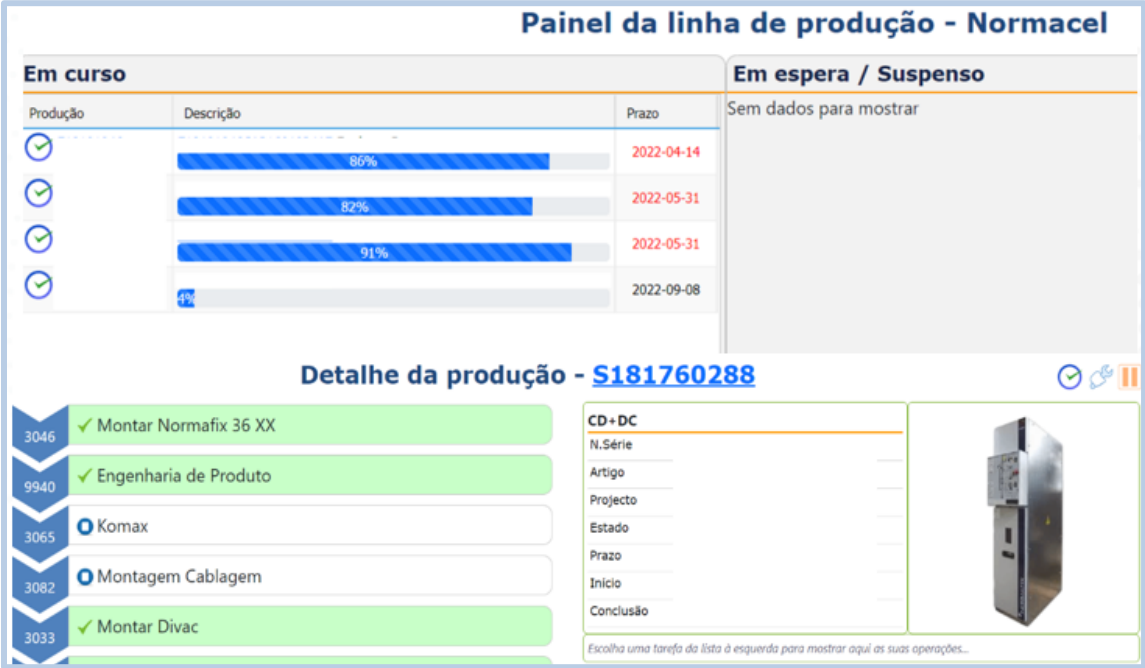 Painel da linha de produção - Normacel
Em curso
Produção Descrição Prazo
86% 2022-04-14
82% 2022-05-31
91% 2022-05-31
4% 2022-09-08
Em espera / Suspenso
Sem dados para mostrar
Detalhe da produção - S181760288
3046 Montar Normafix 36 XX
9940 Engenharia de Produto
3065 Komax
3082 Montagem Cablagem
3033 Montar Divac
CD+DC
N.Série
Artigo
Projecto
Estado
Prazo
Início
Conclusão
Escolha uma tarefa da lista à esquerda para mostrar aqui as suas operações...